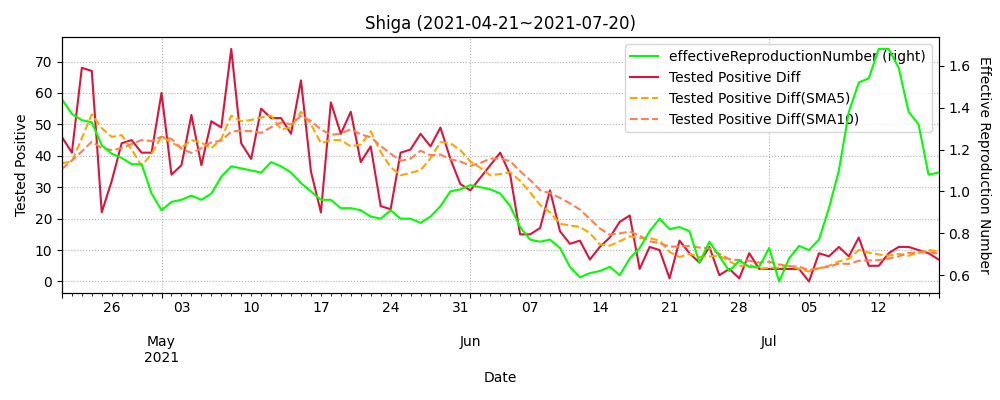 Shiga (2021-04-21~2021-07-20)
effectiveReproductionNumber (right)
Tested Positive Diff
Tested Positive Diff(SMA5)
Tested Positive Diff(SMA10)
Tested Positive
70
60
50
40
30
20
10
0
Effective Reproduction Number
1.6
1.4
1.2
1.0
0.8
0.6
26 03 10 17 24 31 07 14 21 28 05 12
May Jun Jul
2021
Date